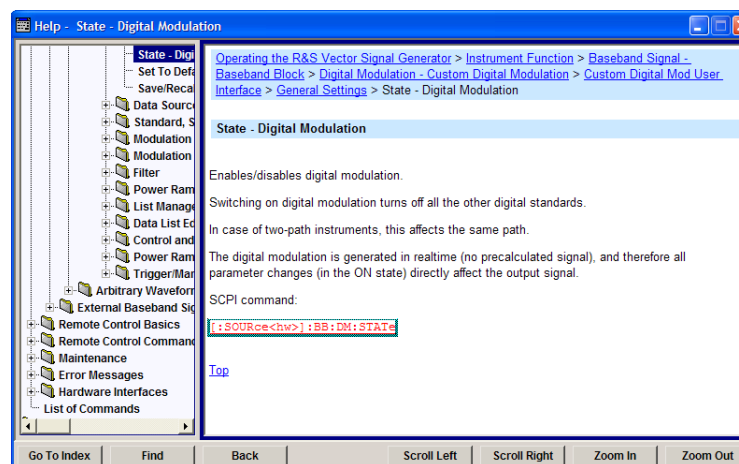 Help - State - Digital Modulation
State - Digi
Set To Defa
Save/Recal
Data Source
Standard, S
Modulation
Modulation
Filter
Power Ram
List Manage
Data List Ed
Control and
Power Ram
Trigger/Mar
Arbitrary Waveform
External Baseband Sig
Remote Control Basics
Remote Control Command
Maintenance
Error Messages
Hardware Interfaces
List of Commands
Operating the R&S Vector Signal Generator > Instrument Function > Baseband Signal -
Baseband Block > Digital Modulation - Custom Digital Modulation > Custom Digital Mod User
Interface > General Settings > State - Digital Modulation
State - Digital Modulation
Enables/disables digital modulation.
Switching on digital modulation turns off all the other digital standards.
In case of two-path instruments, this affects the same path.
The digital modulation is generated in realtime (no precalculated signal), and therefore all
parameter changes (in the ON state) directly affect the output signal.
SCPI command:
[:SOURce<hw>]:BB:DM:STATe
Top
Go To Index
Find
Back
Scroll Left
Scroll Right
Zoom In
Zoom Out